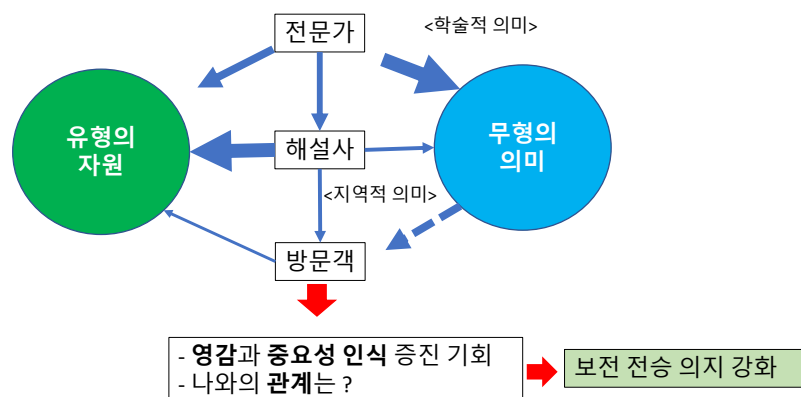 전문가
<학술적 의미>
유형의
자원
해설사
무형의
의미
<지역적 의미>
방문객
- 영감과 중요성 인식 증진 기회
- 나와의 관계는 ?
보전 전승 의지 강화